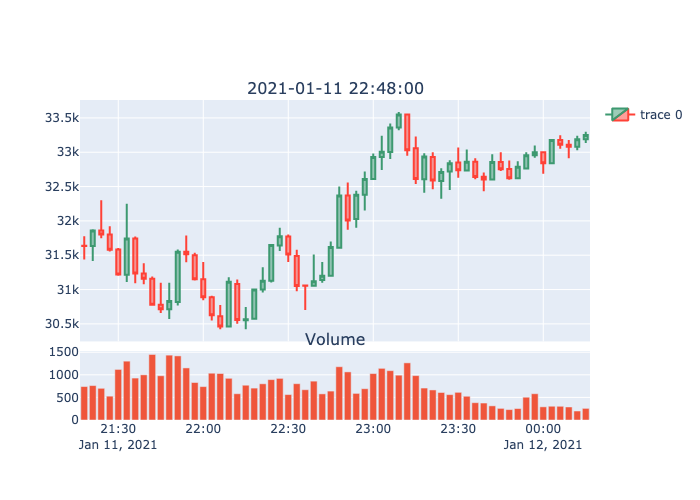 2021-01-11 22:48:00
33.5k
33k
32.5k
32k
31.5k
31k
30.5k
trace 0
Volume
1500
1000
500
0
21:30 22:00 22:30 23:00 23:30 00:00
Jan 11, 2021 Jan 12, 2021